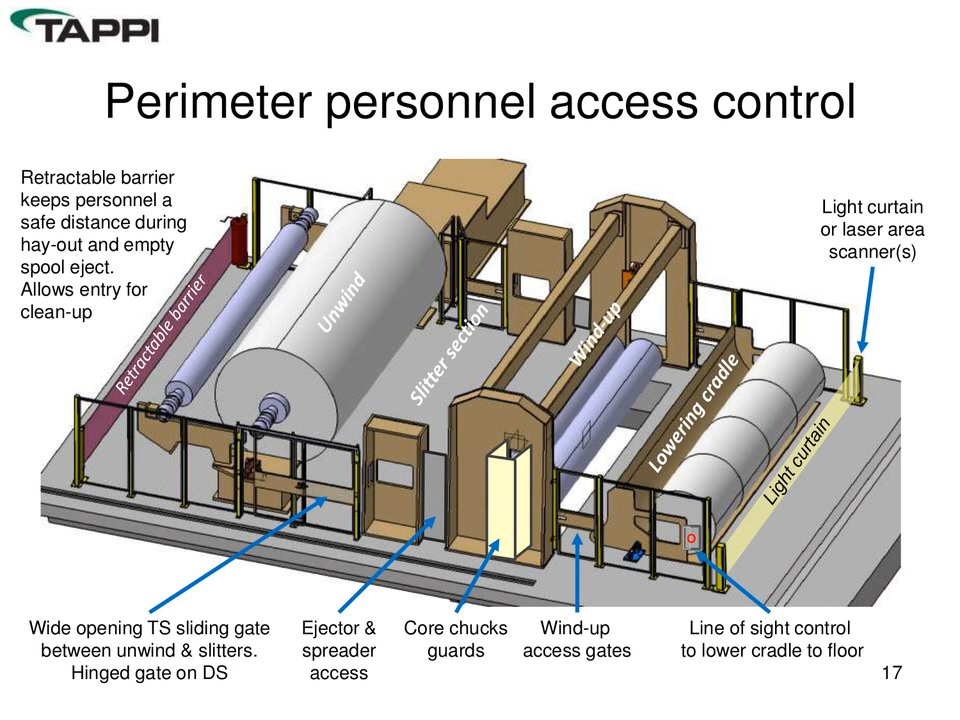 TAPPI
Perimeter personnel access control
Retractable barrier
keeps personnel a
safe distance during
hay-out and empty
spool eject.
Allows entry for
clean-up
Light curtain
or laser area
scanner(s)
Retractable barrier
Unwind
Slitter section
Wind-up
Lowering cradle
Light curtain
O
Wide opening TS sliding gate
between unwind & slitters.
Hinged gate on DS
Ejector &
spreader
access
Core chucks
guards
Wind-up
access gates
Line of sight control
to lower cradle to floor
17